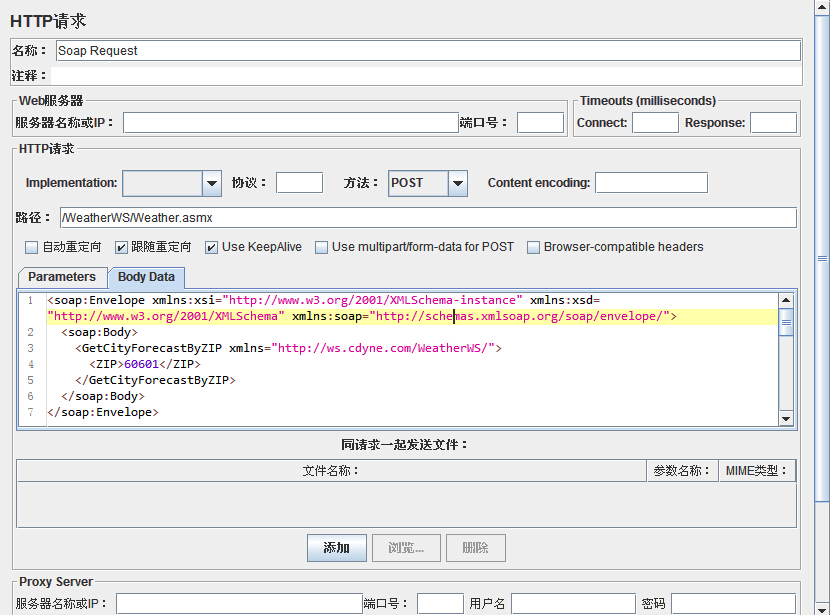 HTTP请求
名称： Soap Request
注释：
Web服务器
Timeouts (milliseconds)
服务器名称或IP： 端口号： Connect: Response:
HTTP请求
Implementation: 协议： 方法： POST Content encoding:
路径： /WeatherWS/Weather.asmx
自动重定向 跟随重定向 Use KeepAlive Use multipart/form-data for POST Browser-compatible headers
Parameters Body Data
1 <soap:Envelope xmlns:xsi="http://www.w3.org/2001/XMLSchema-instance" xmlns:xsd=
"http://www.w3.org/2001/XMLSchema" xmlns:soap="http://schemas.xmlsoap.org/soap/envelope/">
2 <soap:Body>
3 <GetCityForecastByZIP xmlns="http://ws.cdyne.com/WeatherWS/">
4 <ZIP>60601</ZIP>
5 </GetCityForecastByZIP>
6 </soap:Body>
7 </soap:Envelope>
同请求一起发送文件：
文件名称： 参数名称： MIME类型：
添加 浏览... 删除
Proxy Server
服务器名称或IP： 端口号： 用户名 密码